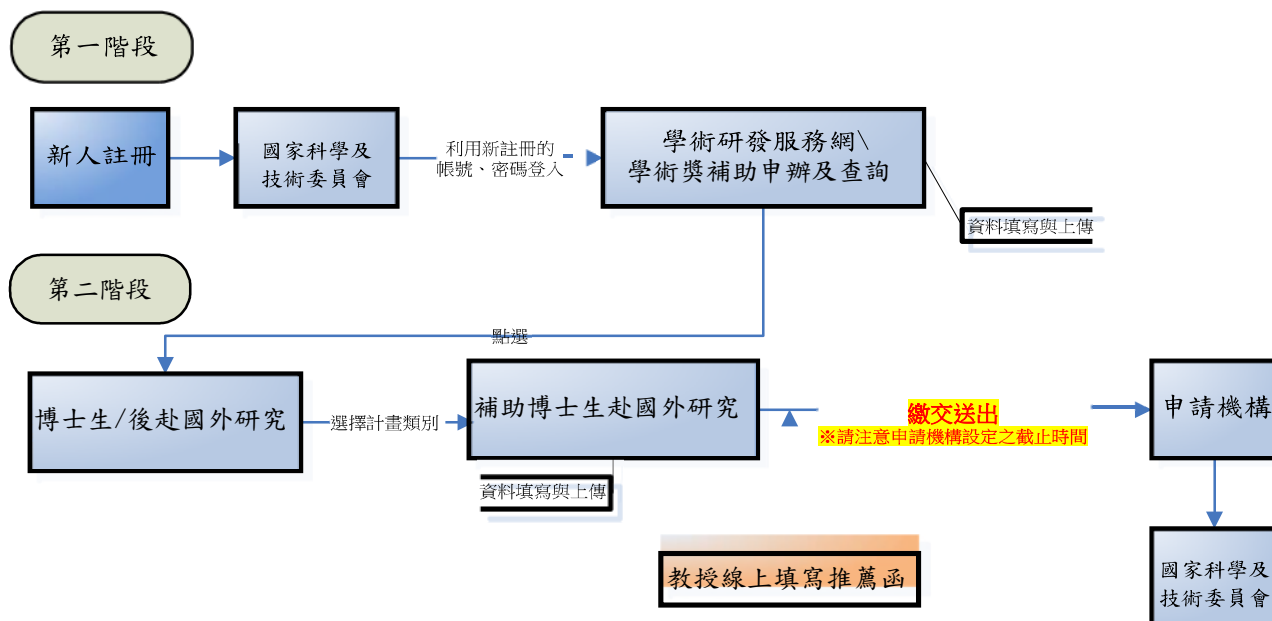 第一階段
新人註冊
國家科學及
技術委員會
利用新註冊的
帳號、密碼登入
學術研發服務網\
學術獎補助申辦及查詢
資料填寫與上傳
第二階段
點選
博士生/後赴國外研究
選擇計畫類別
補助博士生赴國外研究
繳交送出
※請注意申請機構設定之截止時間
申請機構
資料填寫與上傳
教授線上填寫推薦函
國家科學及
技術委員會